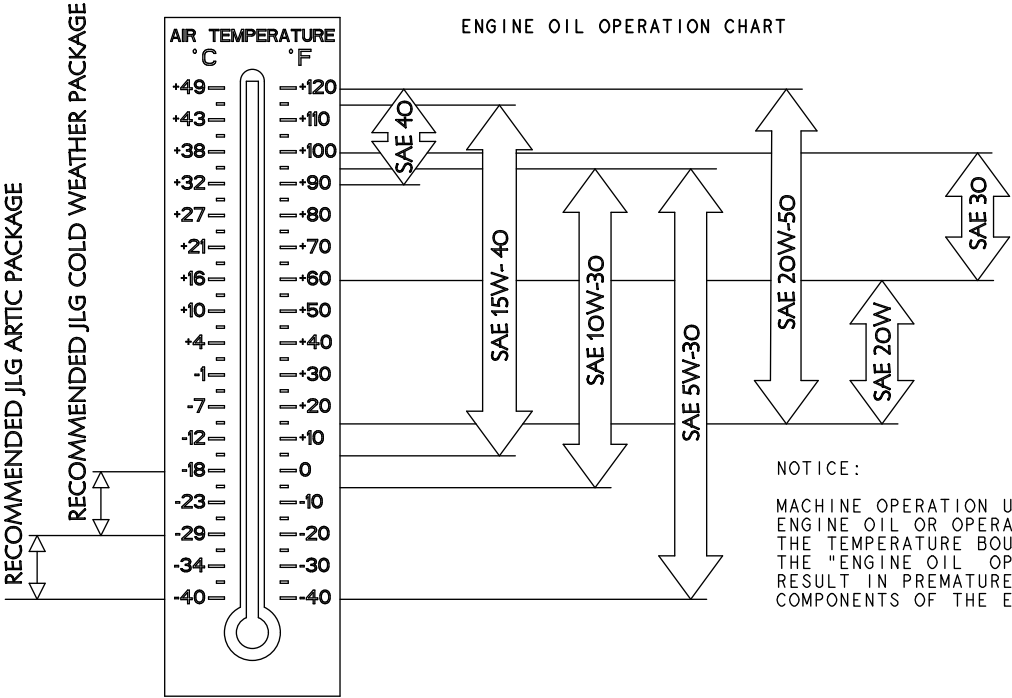 ENGINE OIL OPERATION CHART
AIR TEMPERATURE
°C °F
+49 +120
+43 +110
+38 +100
+32 +90
+27 +80
+21 +70
+16 +60
+10 +50
+4 +40
-1 +30
-7 +20
-12 +10
-18 0
-23 -10
-29 -20
-34 -30
-40 -40
RECOMMENDED JLG ARTIC PACKAGE
RECOMMENDED JLG COLD WEATHER PACKAGE
SAE 40
SAE 15W-40
SAE 10W-30
SAE 5W-30
SAE 20W-50
SAE 20W
SAE 30
NOTICE:
MACHINE OPERATION U
ENGINE OIL OR OPERA
THE TEMPERATURE BOU
THE "ENGINE OIL OP
RESULT IN PREMATURE
COMPONENTS OF THE E